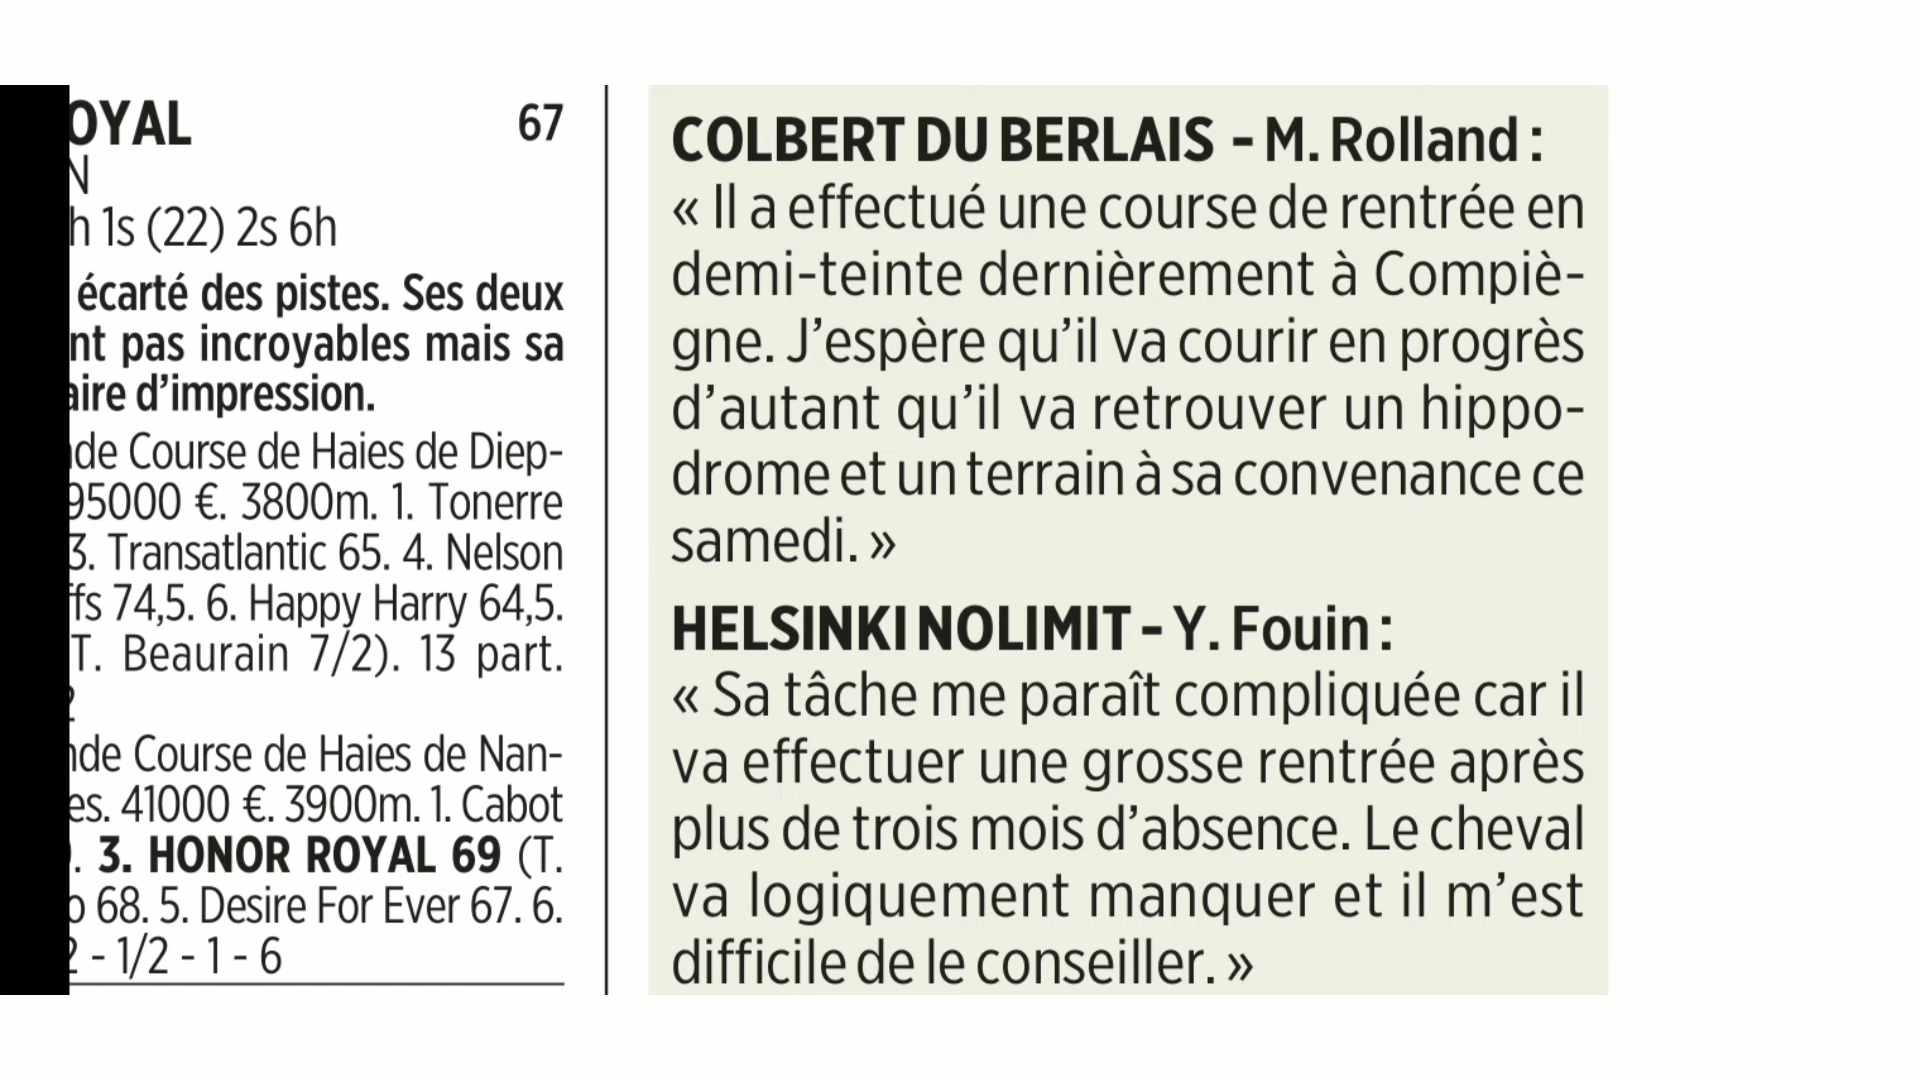 OYAL 67
N
h 1s (22) 2s 6h
écarté des pistes. Ses deux
nt pas incroyables mais sa
aire d'impression.
de Course de Haies de Diep-
95000 €. 3800m. 1. Tonerre
3. Transatlantic 65. 4. Nelson
ffs 74,5. 6. Happy Harry 64,5.
T. Beaurain 7/2). 13 part.
2
nde Course de Haies de Nan-
es. 41000 €. 3900m. 1. Cabot
). 3. HONOR ROYAL 69 (T.
o 68. 5. Desire For Ever 67. 6.
2 - 1/2 - 1 - 6
COLBERT DU BERLAIS - M. Rolland :
« Il a effectué une course de rentrée en
demi-teinte dernièrement à Compiè-
gne. J'espère qu'il va courir en progrès
d'autant qu'il va retrouver un hippo-
drome et un terrain à sa convenance ce
samedi. »
HELSINKI NOLIMIT - Y. Fouin :
« Sa tâche me paraît compliquée car il
va effectuer une grosse rentrée après
plus de trois mois d'absence. Le cheval
va logiquement manquer et il m'est
difficile de le conseiller. »